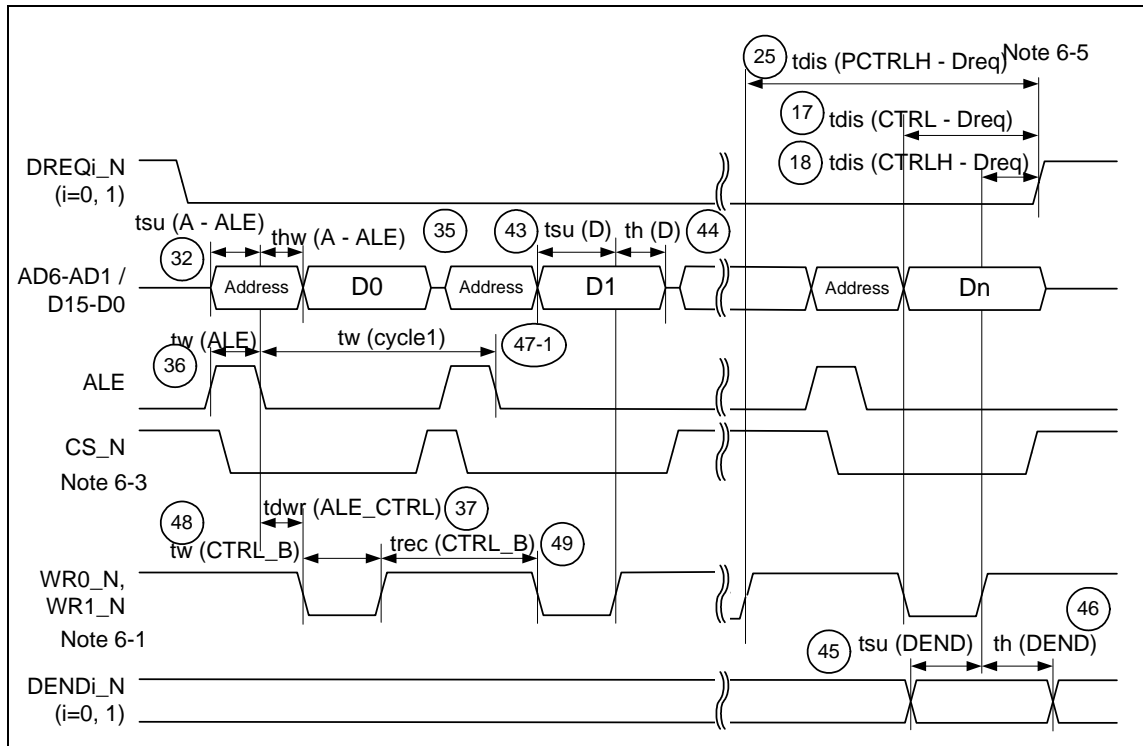 25 tdis (PCTRLH - Dreq) Note 6-5
17 tdis (CTRL - Dreq)
18 tdis (CTRLH - Dreq)
DREQi_N
(i=0, 1)
tsu (A - ALE)
32 thw (A - ALE) 35 43 tsu (D) th (D) 44
AD6-AD1 /
D15-D0
Address D0 Address D1 Address Dn
tw (ALE) tw (cycle1) 47-1
36
ALE
CS_N
Note 6-3
48 tdwr (ALE_CTRL) 37
tw (CTRL_B) trec (CTRL_B) 49
WR0_N,
WR1_N
Note 6-1
46
45 tsu (DEND) th (DEND)
DENDi_N
(i=0, 1)